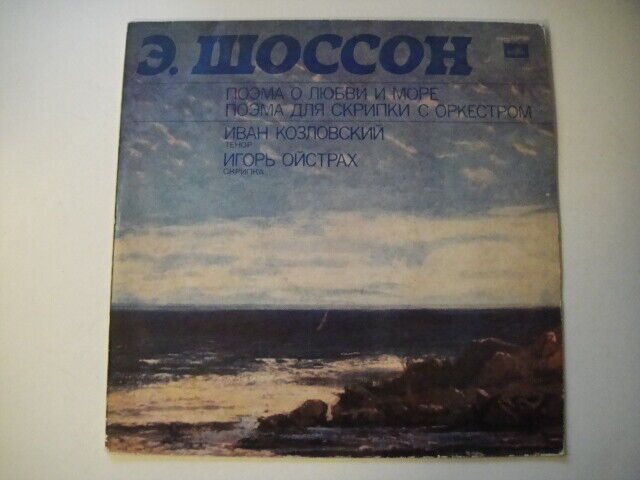 Э. ШОССОН
ПОЭМА О ЛЮБВИ И МОРЕ
ПОЭМА ДЛЯ СКРИПКИ С ОРКЕСТРОМ
ИВАН КОЗЛОВСКИЙ
ТЕНОР
ИГОРЬ ОЙСТРАХ
СКРИПКА